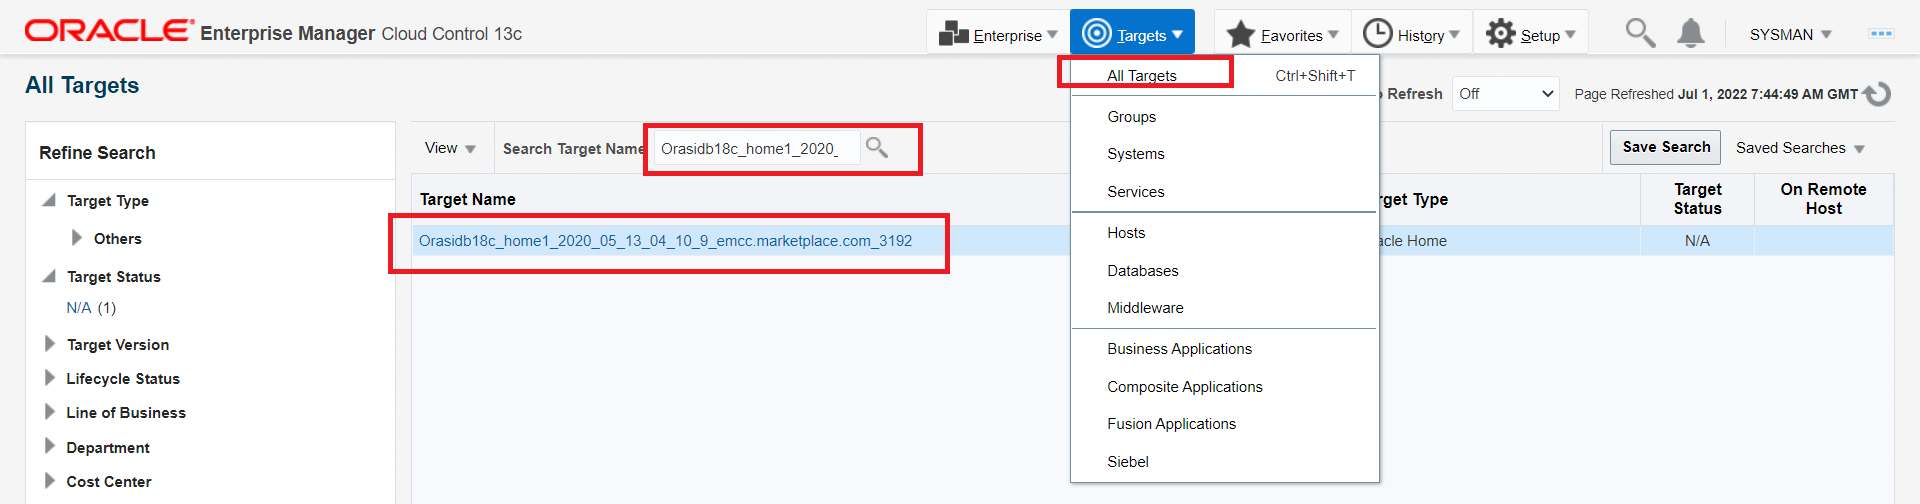 ORACLE Enterprise Manager Cloud Control 13c
Enterprise
Targets
Favorites
History
Setup
SYSMAN
All Targets
All Targets Ctrl+Shift+T
Groups
Systems
Services
Hosts
Databases
Middleware
Business Applications
Composite Applications
Fusion Applications
Siebel
Refresh Off
Page Refreshed Jul 1, 2022 7:44:49 AM GMT
Refine Search
Target Type
Others
Target Status
N/A (1)
Target Version
Lifecycle Status
Line of Business
Department
Cost Center
View
Search Target Name Orasidb18c_home1_2020_
Save Search
Saved Searches
Target Name
rget Type
Target
Status
On Remote
Host
Orasidb18c_home1_2020_05_13_04_10_9_emcc.marketplace.com_3192
acle Home
N/A